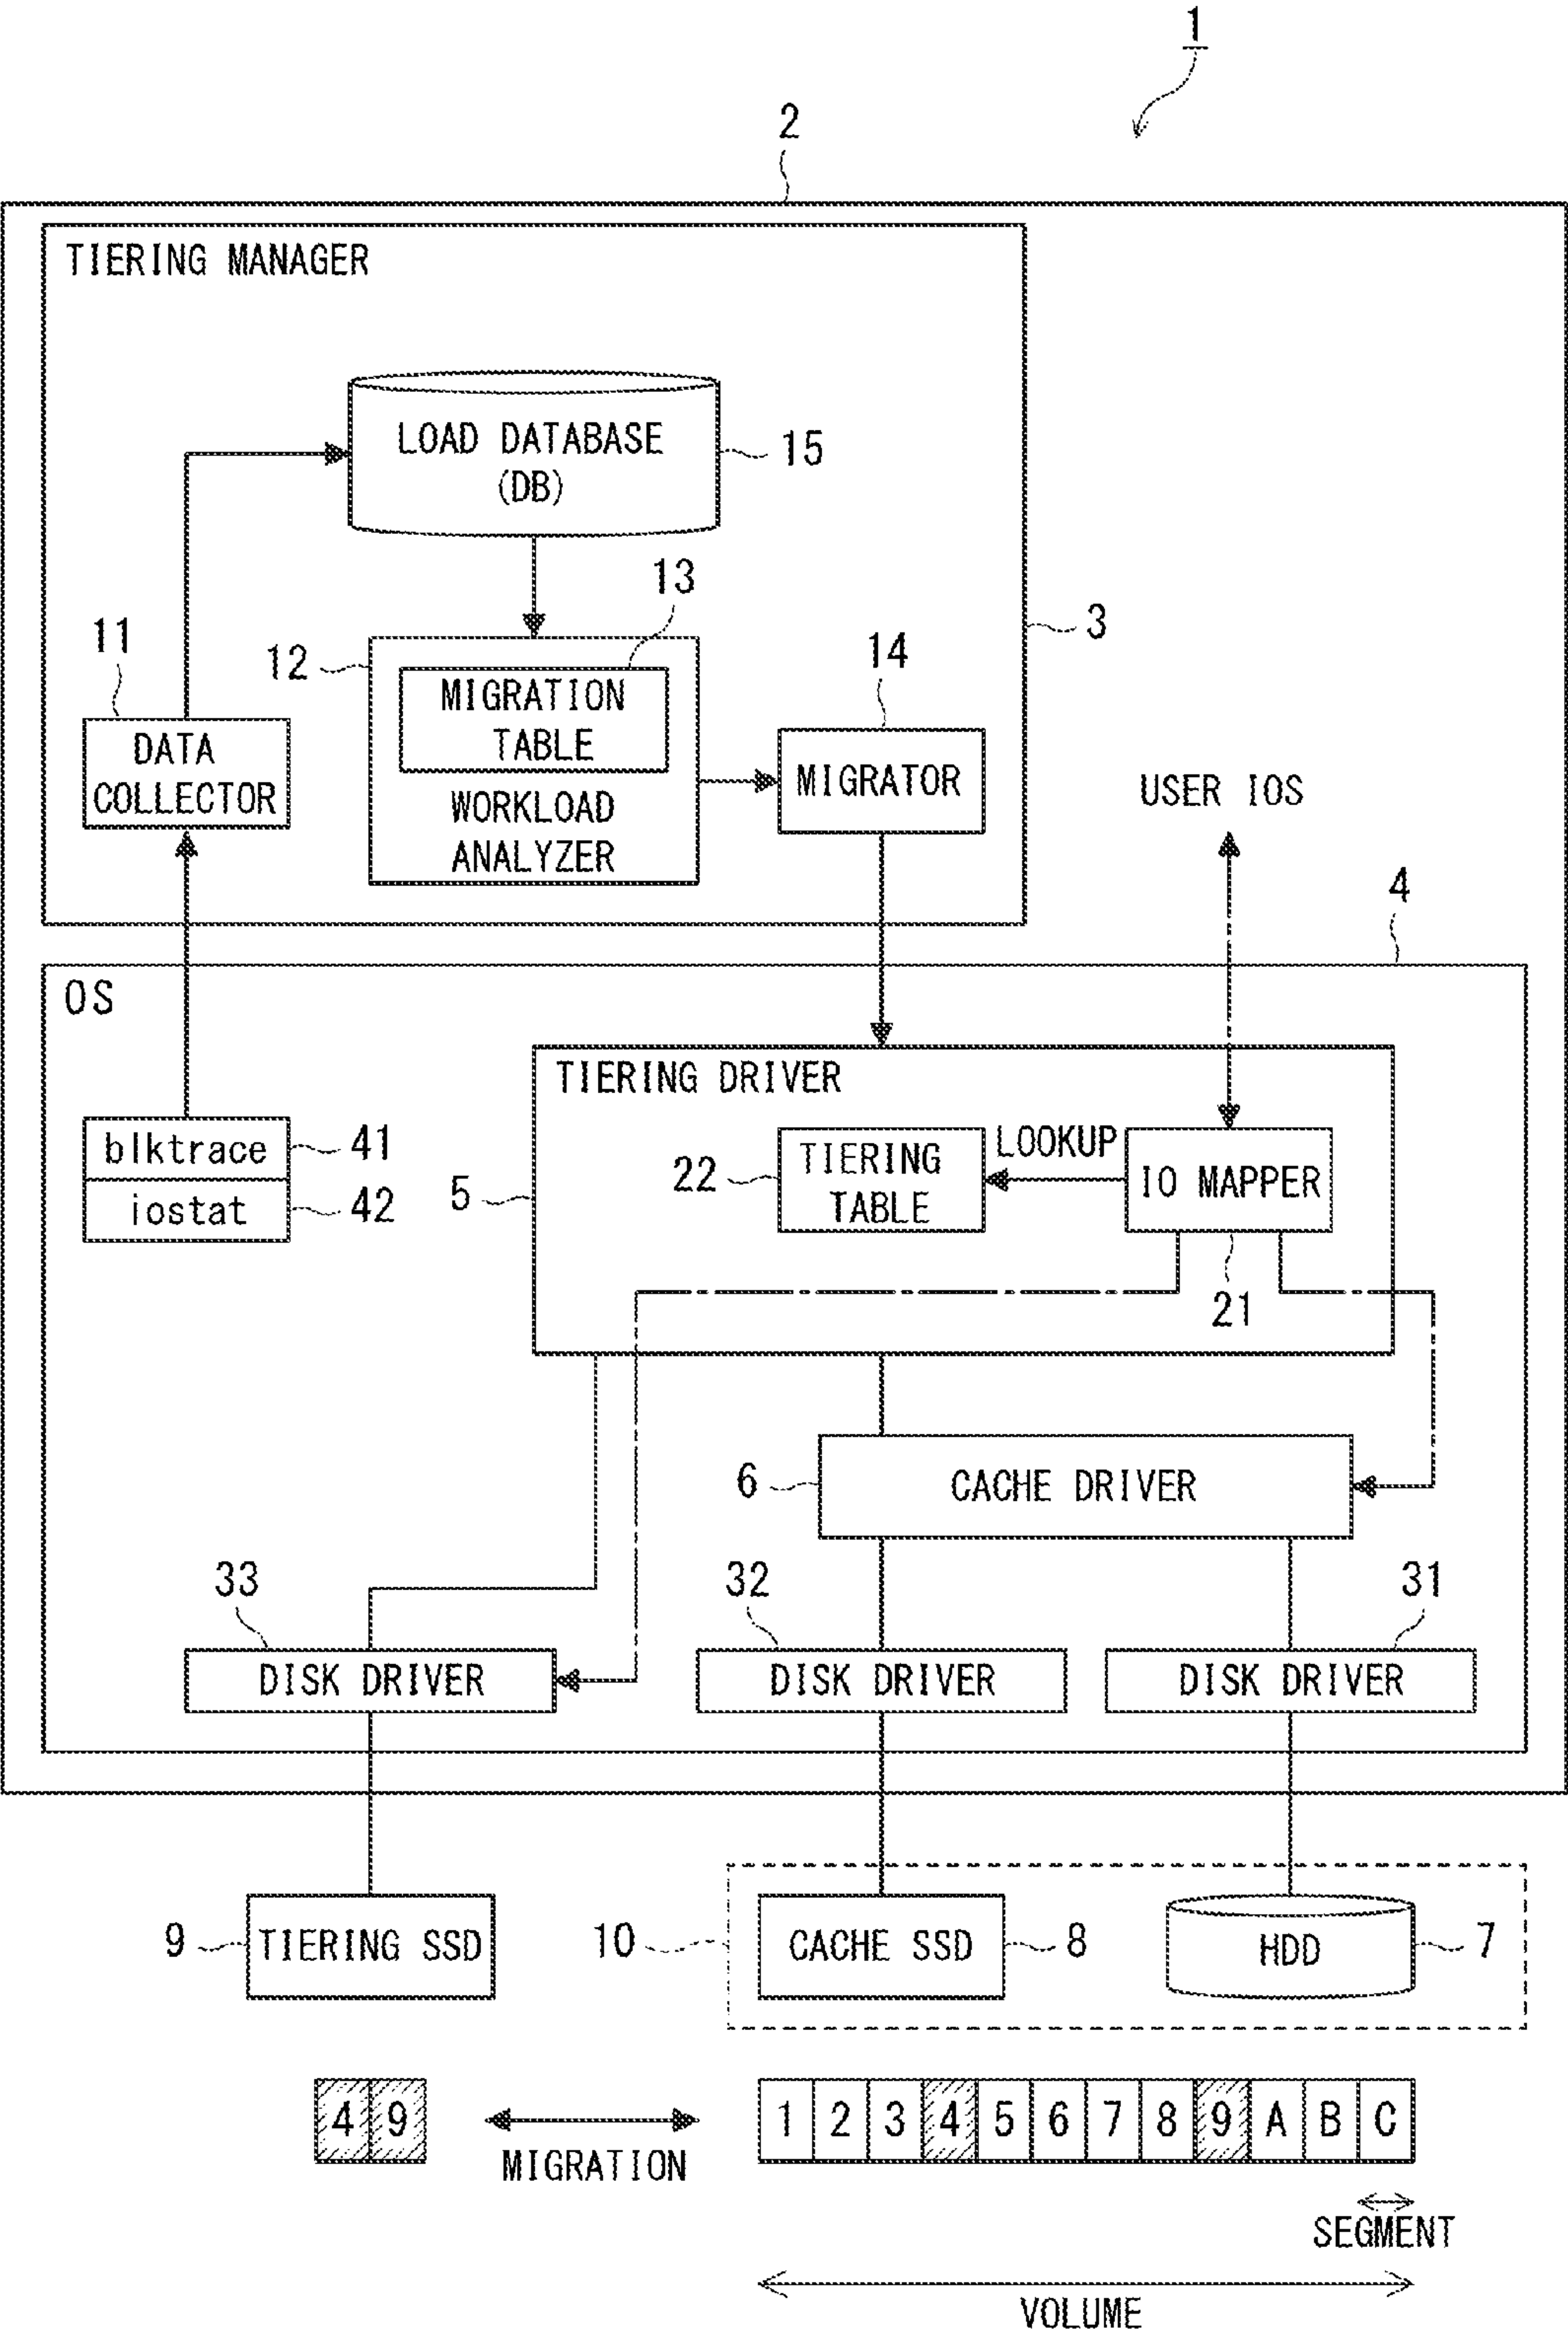 1
2
TIERING MANAGER
LOAD DATABASE
(DB)
15
13
11
12
14
3
MIGRATION
TABLE
DATA
COLLECTOR
WORKLOAD
ANALYZER
MIGRATOR
USER IOS
4
OS
TIERING DRIVER
blktrace
41
iostat
42
5
22
TIERING
TABLE
LOOKUP
IO MAPPER
21
6
CACHE DRIVER
33
32
31
DISK DRIVER
DISK DRIVER
DISK DRIVER
9
TIERING SSD
10
CACHE SSD
8
HDD
7
4 9
MIGRATION
1 2 3 4 5 6 7 8 9 A B C
SEGMENT
VOLUME